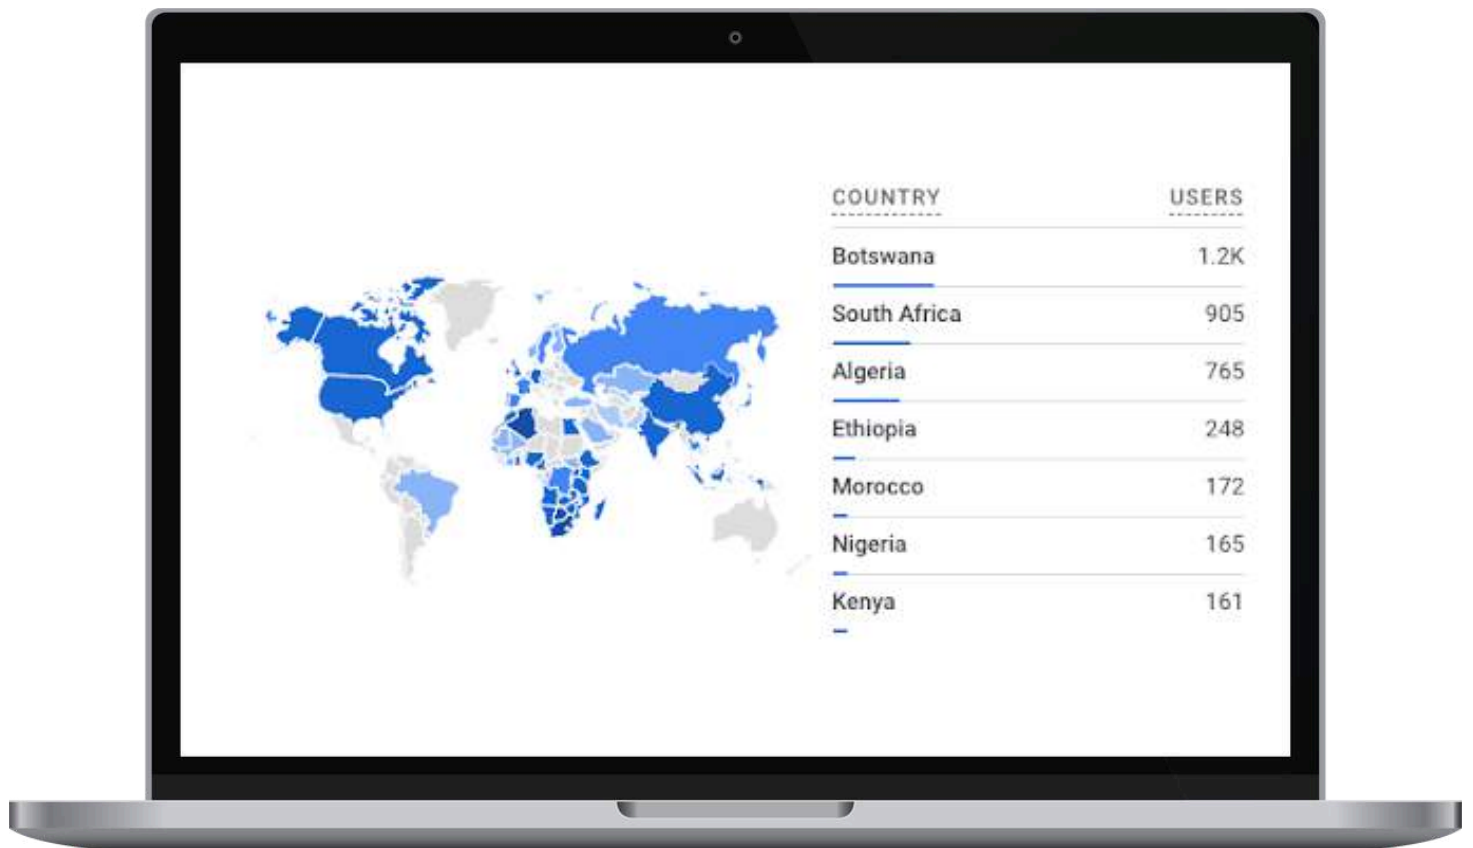 COUNTRY USERS
Botswana 1.2K
South Africa 905
Algeria 765
Ethiopia 248
Morocco 172
Nigeria 165
Kenya 161